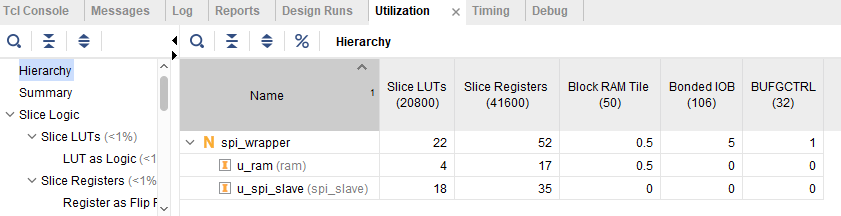 Tcl Console Messages Log Reports Design Runs Utilization × Timing Debug
Hierarchy
Hierarchy
Summary
Slice Logic
Slice LUTs (<1%)
LUT as Logic (<1
Slice Registers (<1%
Register as Flip F
Name 1 Slice LUTs (20800) Slice Registers (41600) Block RAM Tile (50) Bonded IOB (106) BUFGCTRL (32)
N spi_wrapper 22 52 0.5 5 1
I u_ram (ram) 4 17 0.5 0 0
I u_spi_slave (spi_slave) 18 35 0 0 0